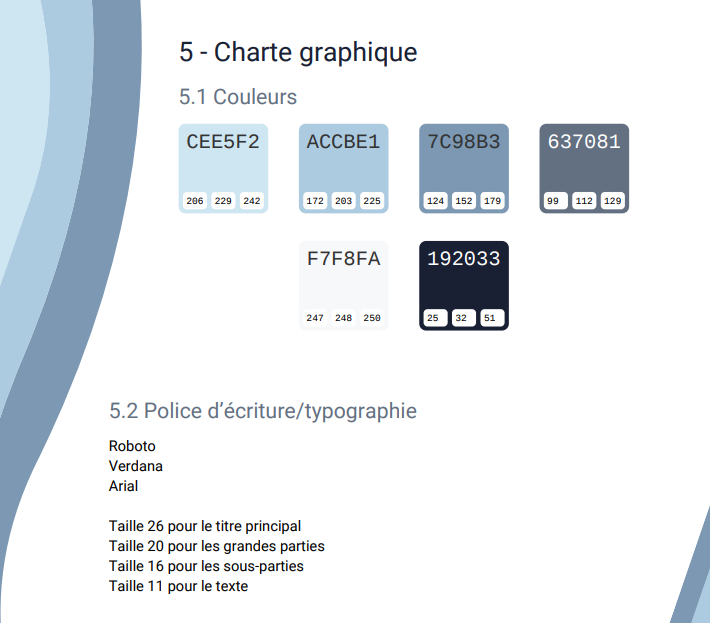 5 - Charte graphique
5.1 Couleurs
CEE5F2 ACCBE1 7C98B3 637081
206 229 242 172 203 225 124 152 179 99 112 129
F7F8FA 192033
247 248 250 25 32 51
5.2 Police d’écriture/typographie
Roboto
Verdana
Arial
Taille 26 pour le titre principal
Taille 20 pour les grandes parties
Taille 16 pour les sous-parties
Taille 11 pour le texte